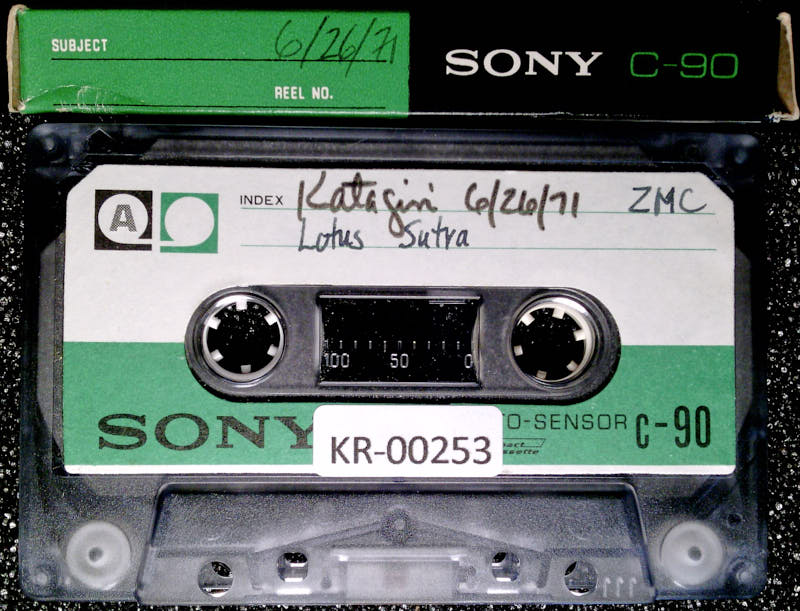 SUBJECT 6/26/71
REEL NO.
SONY C-90
A
INDEX Katagiri 6/26/71 ZMC
Lotus Sutra
100 50 0
SONY TO-SENSOR C-90
KR-00253